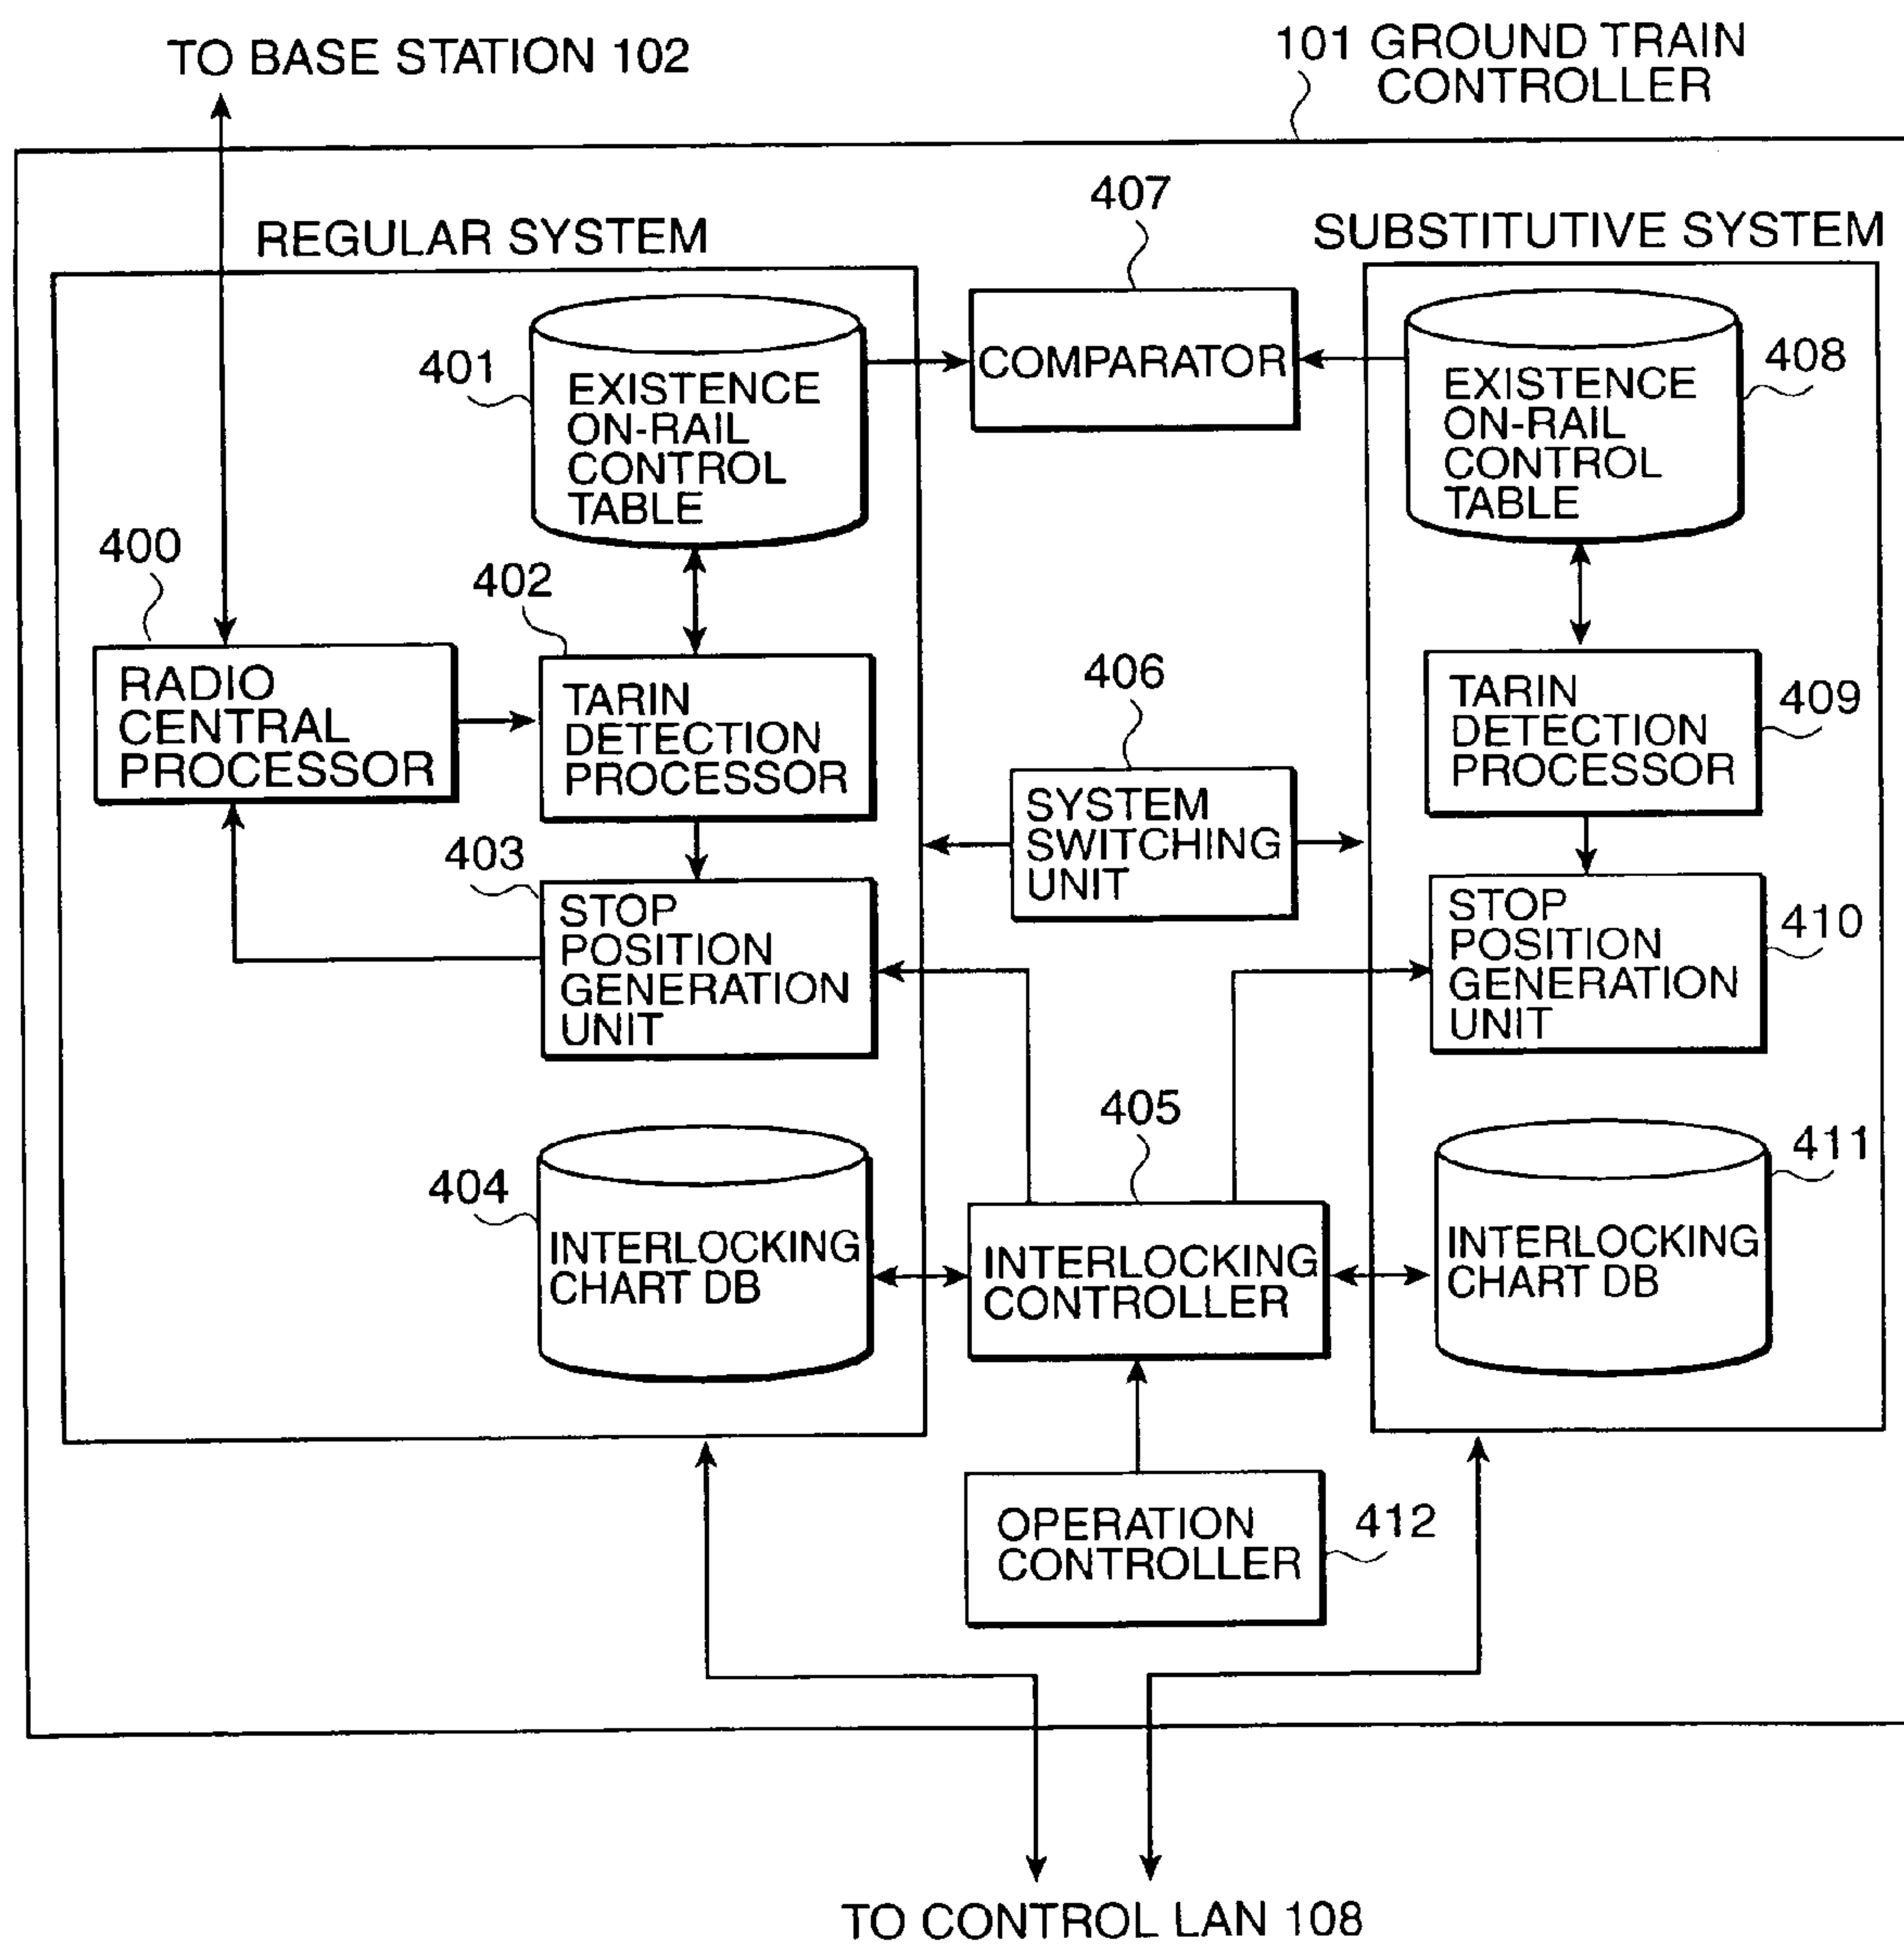 TO BASE STATION 102
101 GROUND TRAIN
CONTROLLER
407
REGULAR SYSTEM
SUBSTITUTIVE SYSTEM
401
EXISTENCE
ON-RAIL
CONTROL
TABLE
COMPARATOR
EXISTENCE
ON-RAIL
CONTROL
TABLE
408
400
402
RADIO
CENTRAL
PROCESSOR
TARIN
DETECTION
PROCESSOR
406
TARIN
DETECTION
PROCESSOR
409
403
SYSTEM
SWITCHING
UNIT
STOP
POSITION
GENERATION
UNIT
STOP
POSITION
GENERATION
UNIT
410
405
404
INTERLOCKING
CHART DB
INTERLOCKING
CONTROLLER
INTERLOCKING
CHART DB
411
OPERATION
CONTROLLER
412
TO CONTROL LAN 108